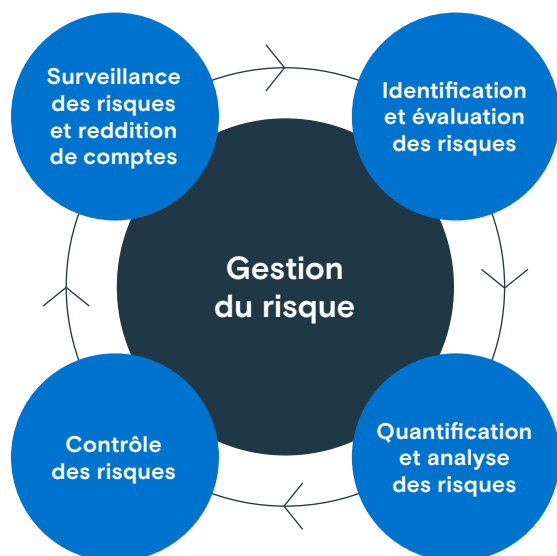 Surveillance
des risques
et reddition
de comptes
Identification
et évaluation
des risques
Gestion
du risque
Contrôle
des risques
Quantification
et analyse
des risques